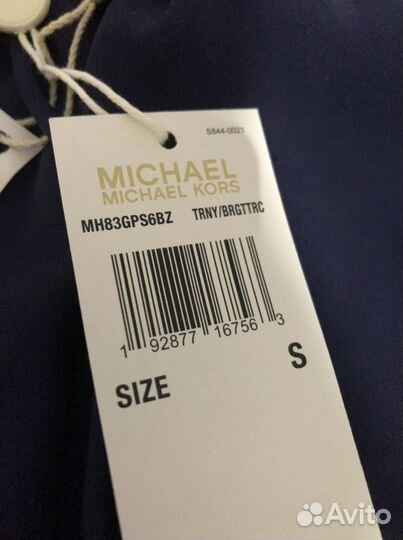 S844-0021
MICHAEL
MICHAEL KORS
MH83GPS6BZ TRNY/BRGTTRC
1 92877 16756 3
SIZE S
Avito